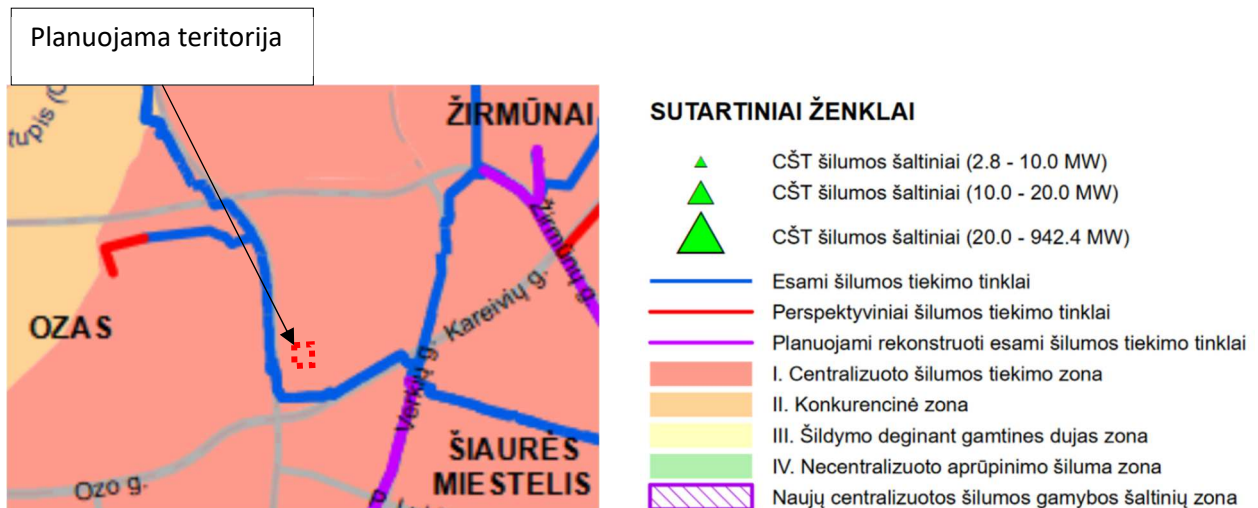 Planuojama teritorija
ŽIRMŪNAI
Žirmūnų g.
Kareivių g.
OZAS
Verkių g.
ŠIAURĖS
MIESTELIS
Ozo g.
SUTARTINIAI ŽENKLAI
CŠT šilumos šaltiniai (2.8 - 10.0 MW)
CŠT šilumos šaltiniai (10.0 - 20.0 MW)
CŠT šilumos šaltiniai (20.0 - 942.4 MW)
Esami šilumos tiekimo tinklai
Perspektyviniai šilumos tiekimo tinklai
Planuojami rekonstruoti esami šilumos tiekimo tinklai
I. Centralizuoto šilumos tiekimo zona
II. Konkurencinė zona
III. Šildymo deginant gamtines dujas zona
IV. Necentralizuoto aprūpinimo šiluma zona
Naujų centralizuotos šilumos gamybos šaltinių zona